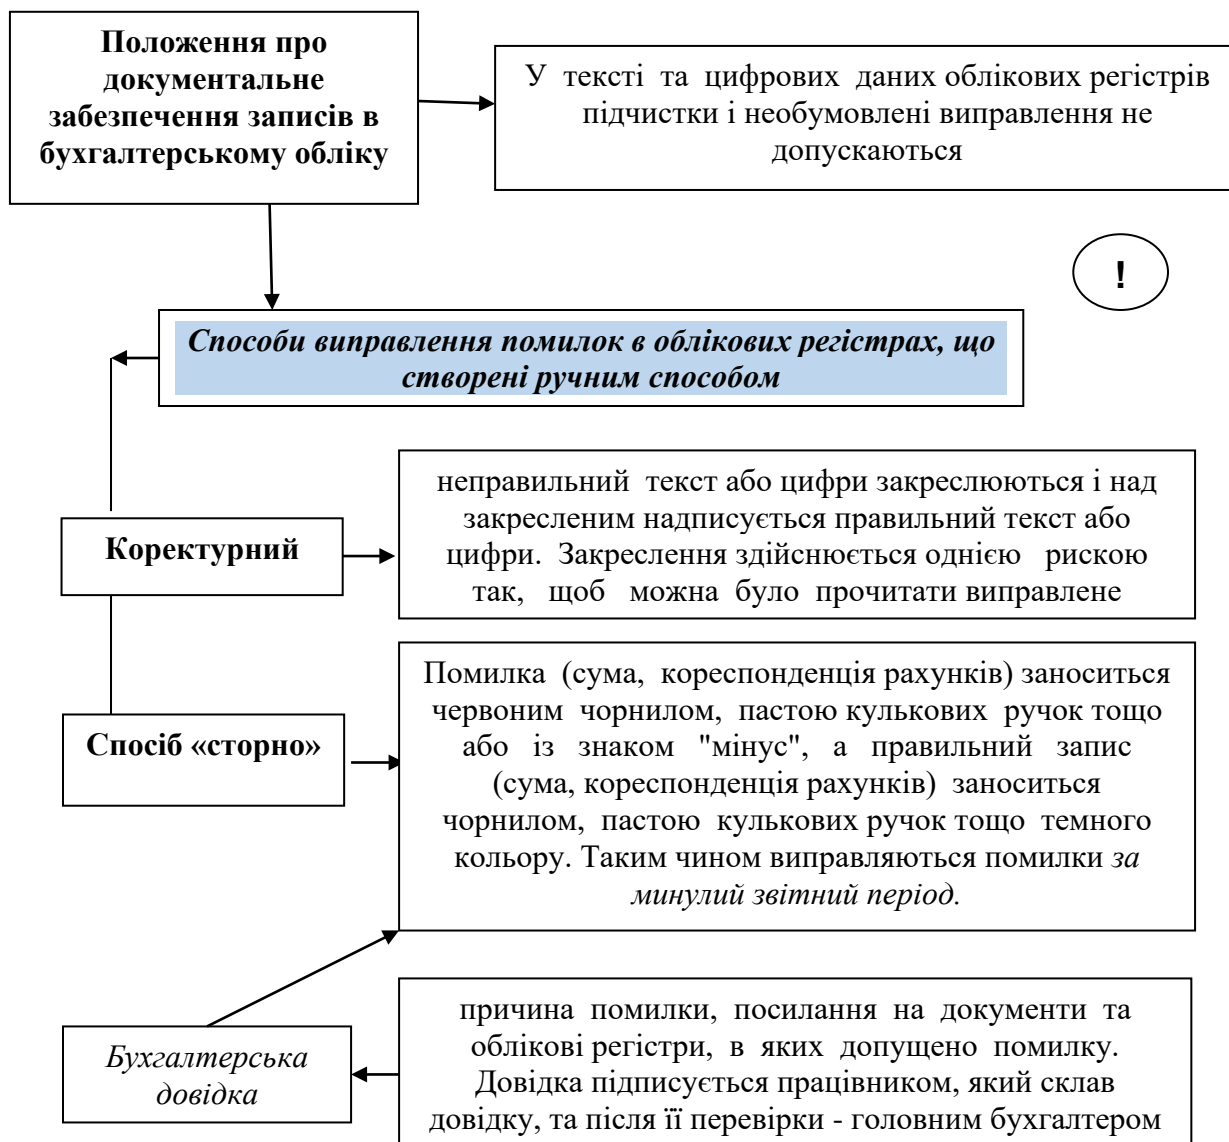 Положення про
документальне
забезпечення записів в
бухгалтерському обліку
У тексті та цифрових даних облікових регістрів
підчистки і необумовлені виправлення не
допускаються
!
Способи виправлення помилок в облікових регістрах, що
створені ручним способом
Коректурний
неправильний текст або цифри закреслюються і над
закресленим надписується правильний текст або
цифри. Закреслення здійснюється однією рискою
так, щоб можна було прочитати виправлене
Спосіб «сторно»
Помилка (сума, кореспонденція рахунків) заноситься
червоним чорнилом, пастою кулькових ручок тощо
або із знаком "мінус", а правильний запис
(сума, кореспонденція рахунків) заноситься
чорнилом, пастою кулькових ручок тощо темного
кольору. Таким чином виправляються помилки за
минулий звітний період.
Бухгалтерська
довідка
причина помилки, посилання на документи та
облікові регістри, в яких допущено помилку.
Довідка підписується працівником, який склав
довідку, та після її перевірки - головним бухгалтером